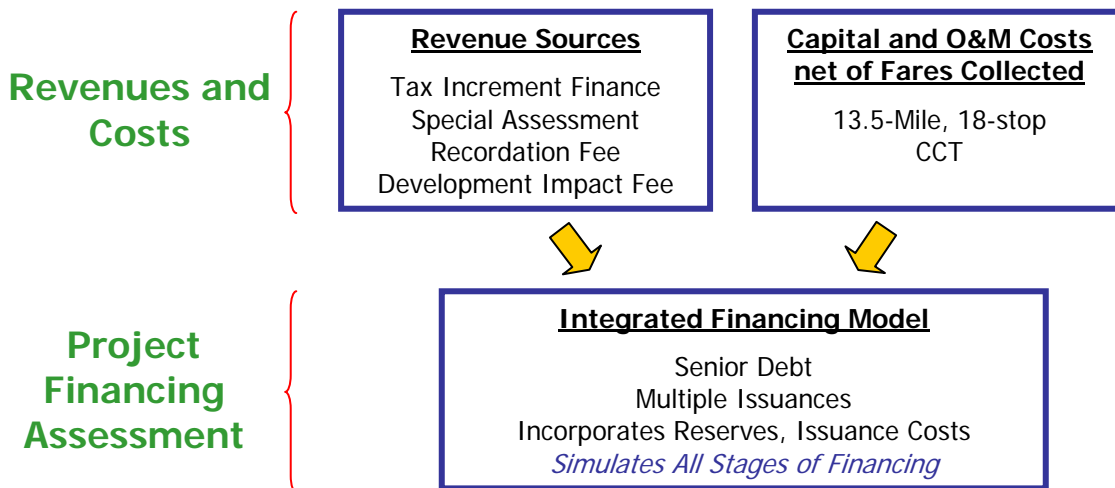 Revenues and
Costs
Revenue Sources
Tax Increment Finance
Special Assessment
Recordation Fee
Development Impact Fee
Capital and O&M Costs
net of Fares Collected
13.5-Mile, 18-stop
CCT
Project
Financing
Assessment
Integrated Financing Model
Senior Debt
Multiple Issuances
Incorporates Reserves, Issuance Costs
Simulates All Stages of Financing